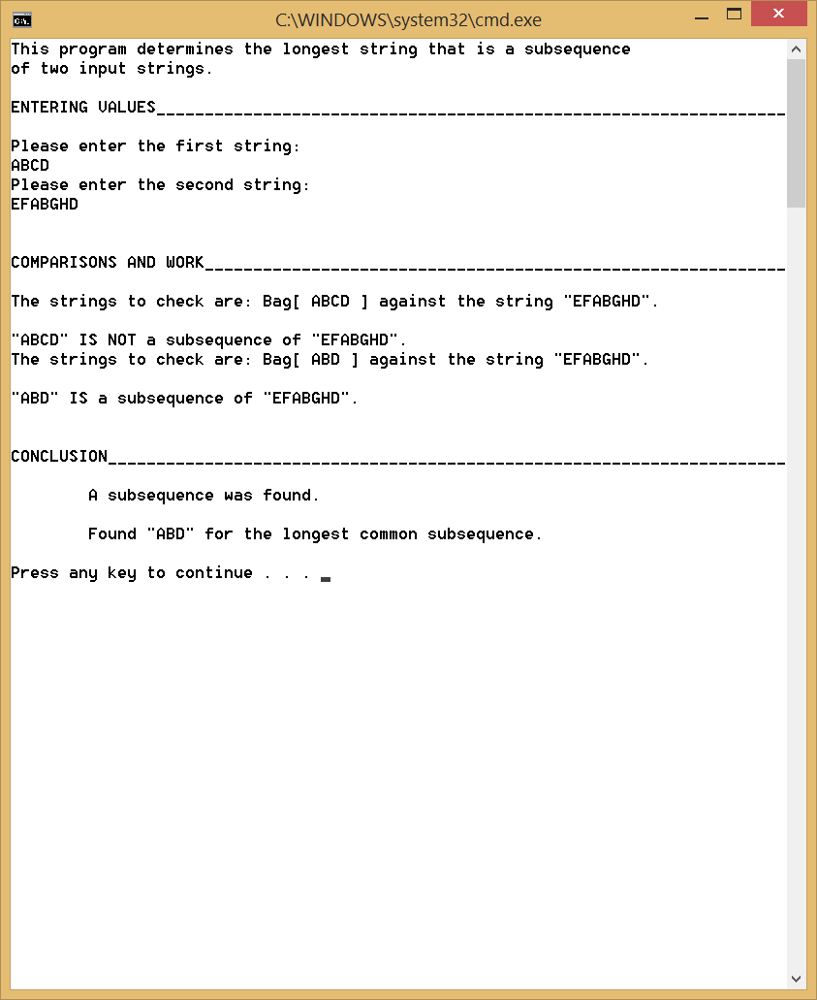 C:\WINDOWS\system32\cmd.exe
This program determines the longest string that is a subsequence
of two input strings.
ENTERING VALUES_________________________________________________________________
Please enter the first string:
ABCD
Please enter the second string:
EFABGHD
COMPARISONS AND WORK____________________________________________________________
The strings to check are: Bag[ ABCD ] against the string "EFABGHD".
"ABCD" IS NOT a subsequence of "EFABGHD".
The strings to check are: Bag[ ABD ] against the string "EFABGHD".
"ABD" IS a subsequence of "EFABGHD".
CONCLUSION______________________________________________________________________
A subsequence was found.
Found "ABD" for the longest common subsequence.
Press any key to continue . . .